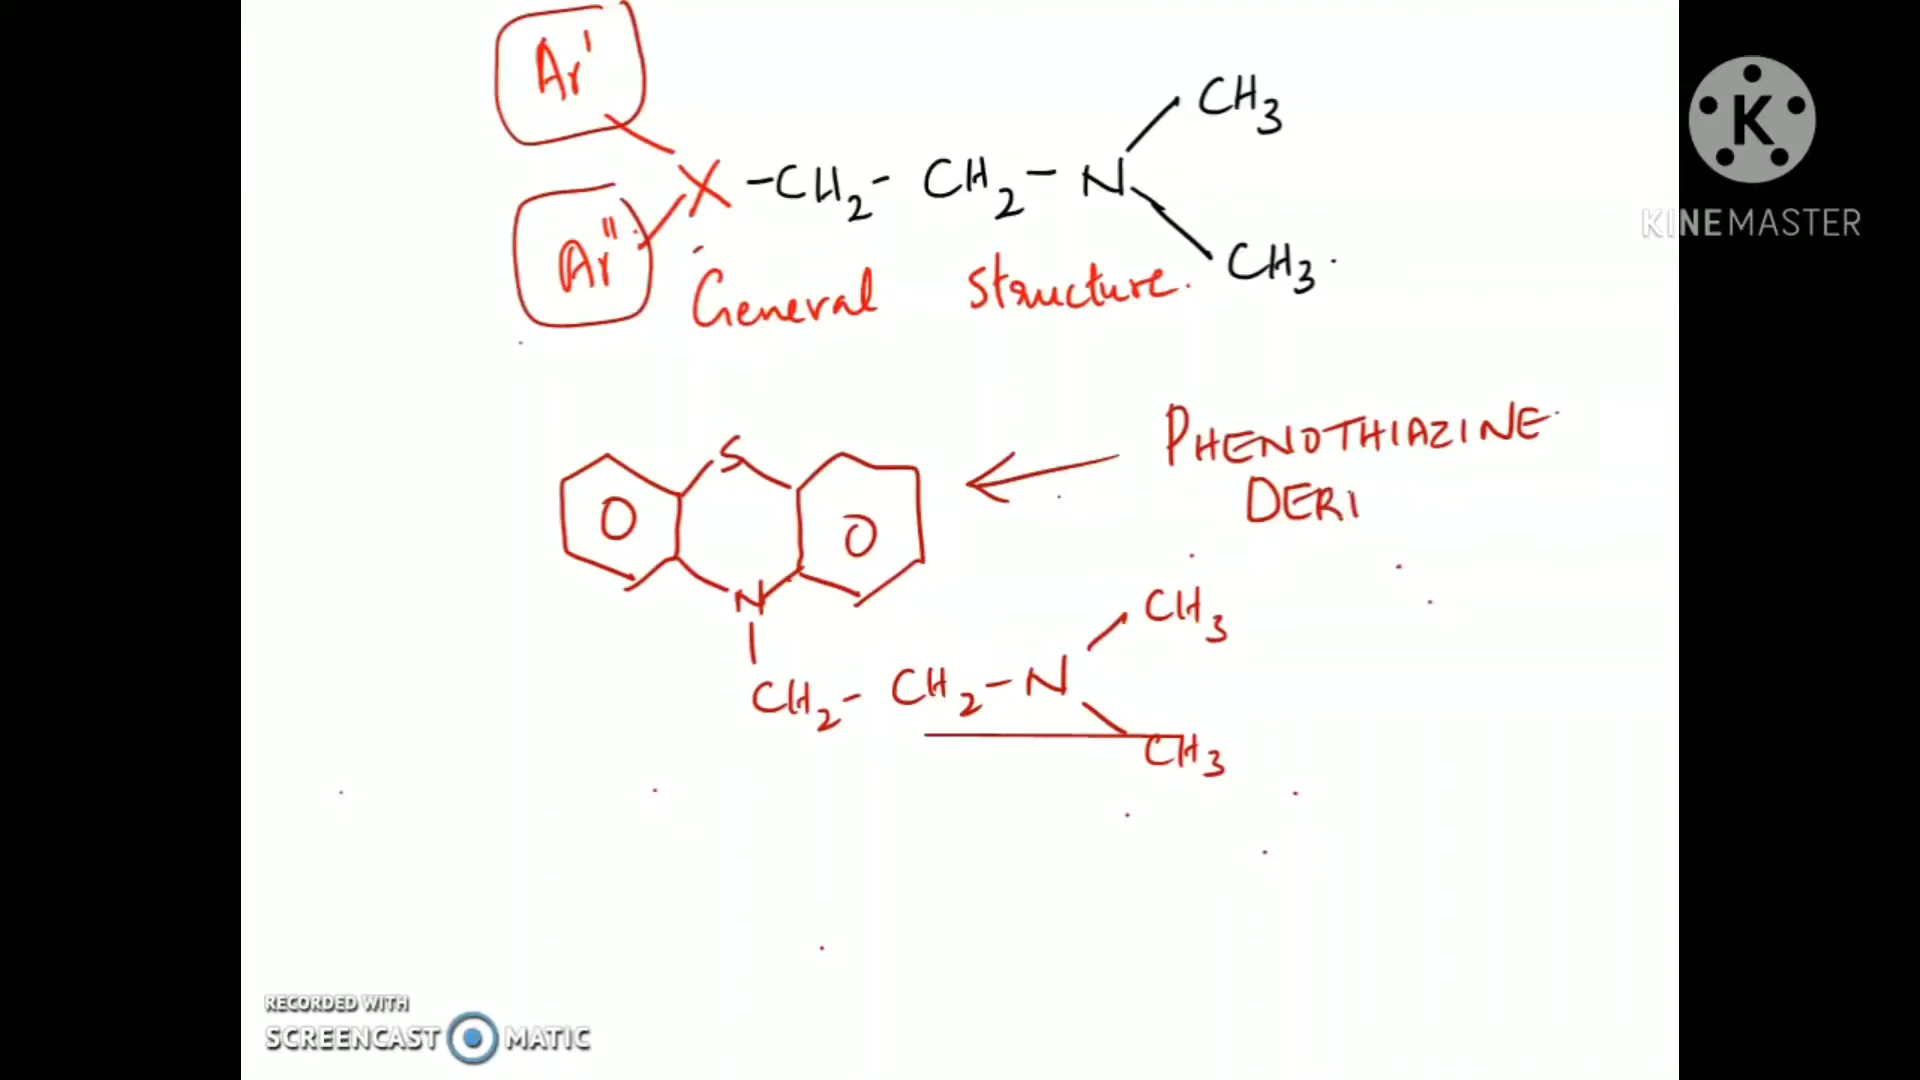 Ar'
CH3
X-CH2-CH2-N
Ar"
CH3.
General structure.
K
KINEMASTER
PHENOTHIAZINE
DERI
S
O
O
N
CH3
CH2-CH2-N
CH3
RECORDED WITH
SCREENCAST MATIC